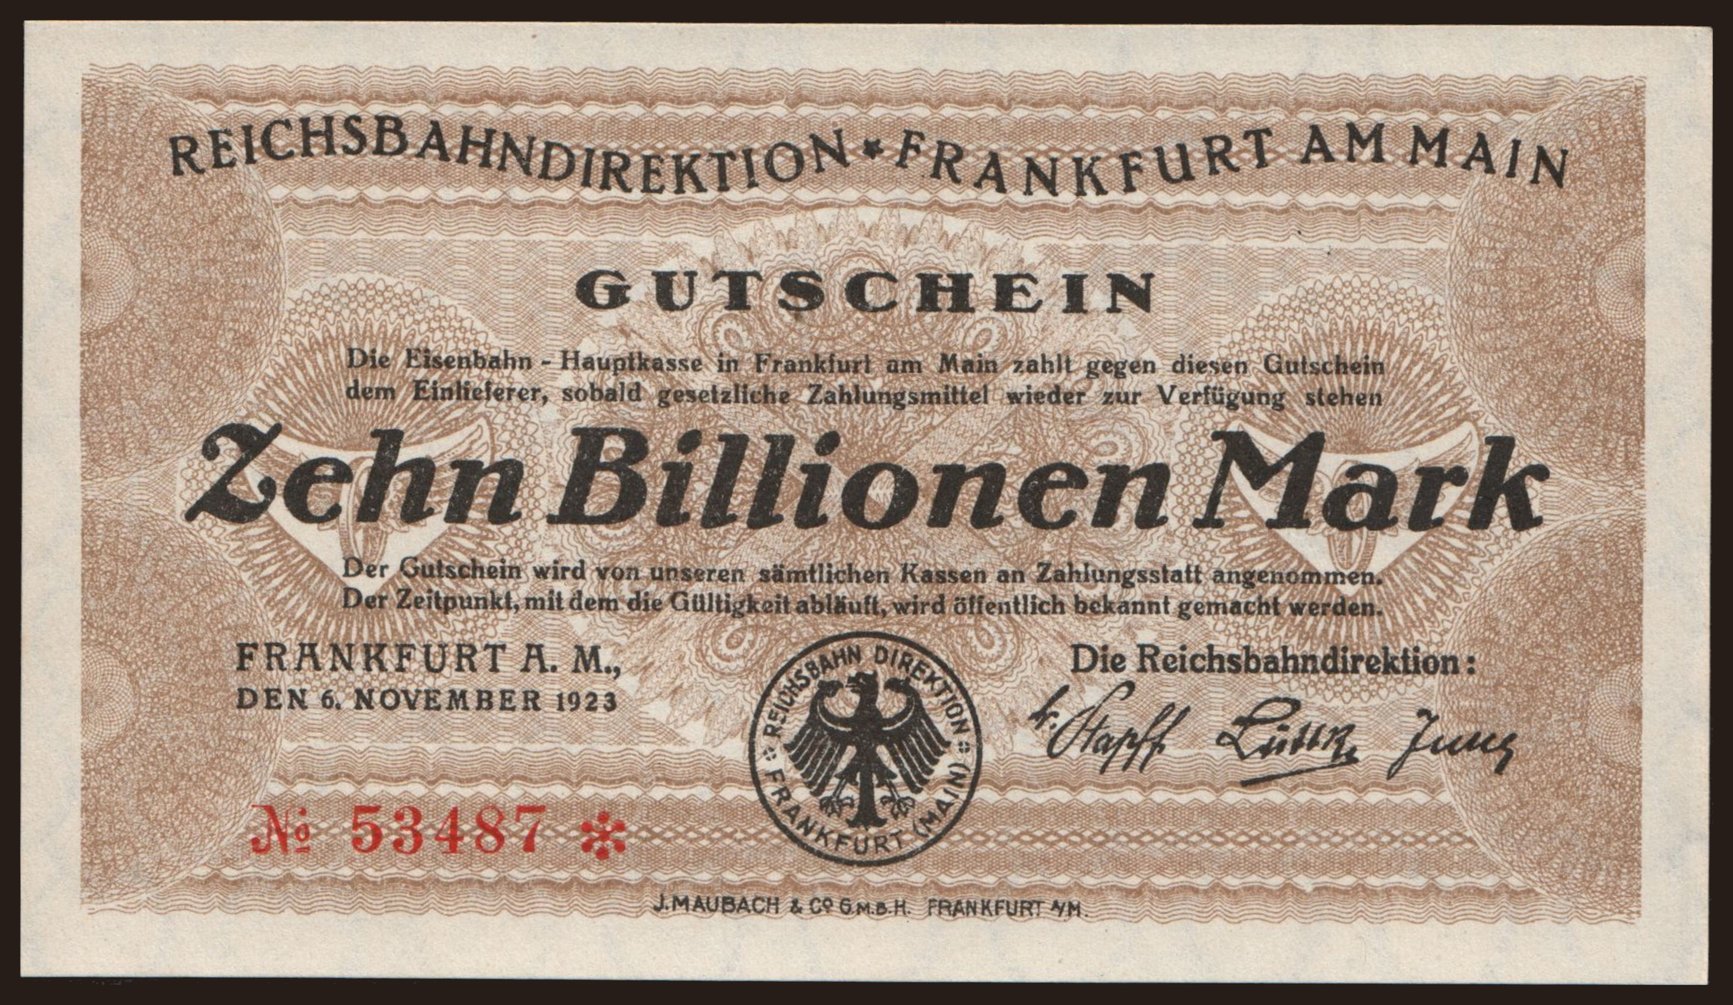 REICHSBAHNDIREKTION * FRANKFURT AM MAIN
GUTSCHEIN
Die Eisenbahn - Hauptkasse in Frankfurt am Main zahlt gegen diesen Gutschein
dem Einlieferer, sobald gesetzliche Zahlungsmittel wieder zur Verfügung stehen
Zehn Billionen Mark
Der Gutschein wird von unseren sämtlichen Kassen an Zahlungsstatt angenommen.
Der Zeitpunkt, mit dem die Gültigkeit abläuft, wird öffentlich bekannt gemacht werden.
FRANKFURT A. M.,
DEN 6. NOVEMBER 1923
REICHSBAHN DIREKTION
FRANKFURT (MAIN)
Die Reichsbahndirektion:
Stapff Jung
№ 53487 *
J. MAUBACH & Co G.M.B.H. FRANKFURT A/M.